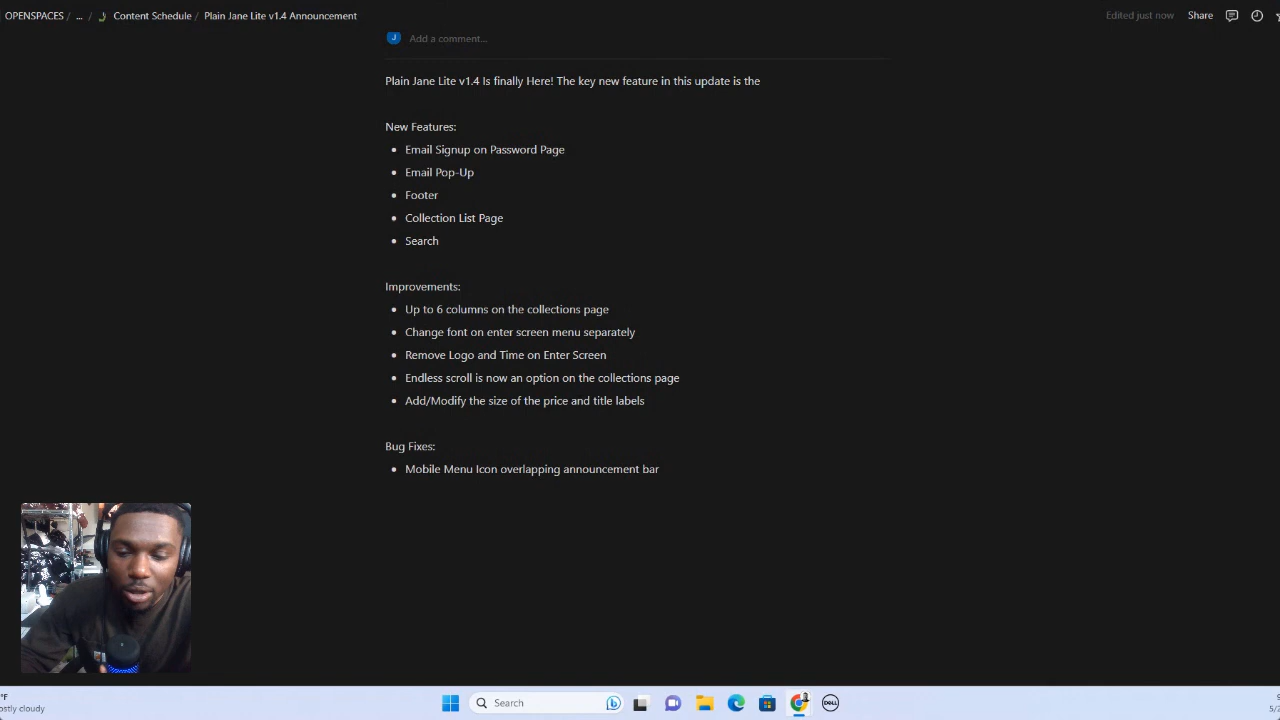 OPENSPACES / ... / Content Schedule / Plain Jane Lite v1.4 Announcement
Edited just now
Share
J
Add a comment...
Plain Jane Lite v1.4 Is finally Here! The key new feature in this update is the
New Features:
• Email Signup on Password Page
• Email Pop-Up
• Footer
• Collection List Page
• Search
Improvements:
• Up to 6 columns on the collections page
• Change font on enter screen menu separately
• Remove Logo and Time on Enter Screen
• Endless scroll is now an option on the collections page
• Add/Modify the size of the price and title labels
Bug Fixes:
• Mobile Menu Icon overlapping announcement bar
°F
ostly cloudy
Search
DELL
5/2